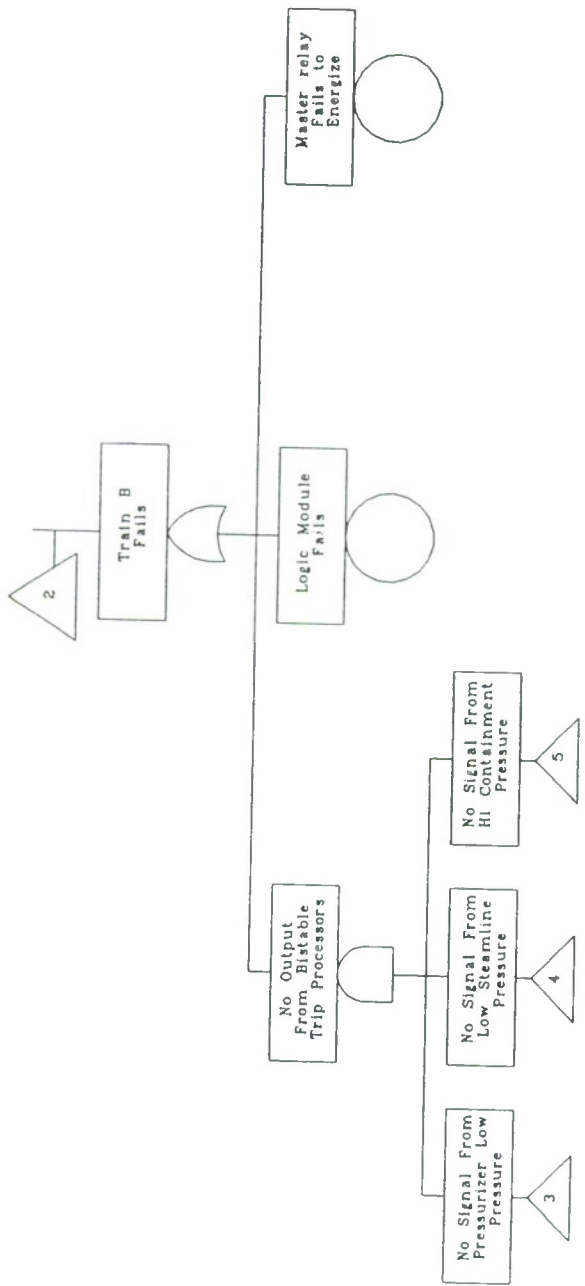 2
Train B
Fails
No Output
From Bistable
Trip Processors
Logic Module
Fails
Master relay
Fails to
Energize
No Signal From
Pressurizer Low
Pressure
No Signal From
Low Steamline
Pressure
No Signal From
Hi Containment
Pressure
3
4
5